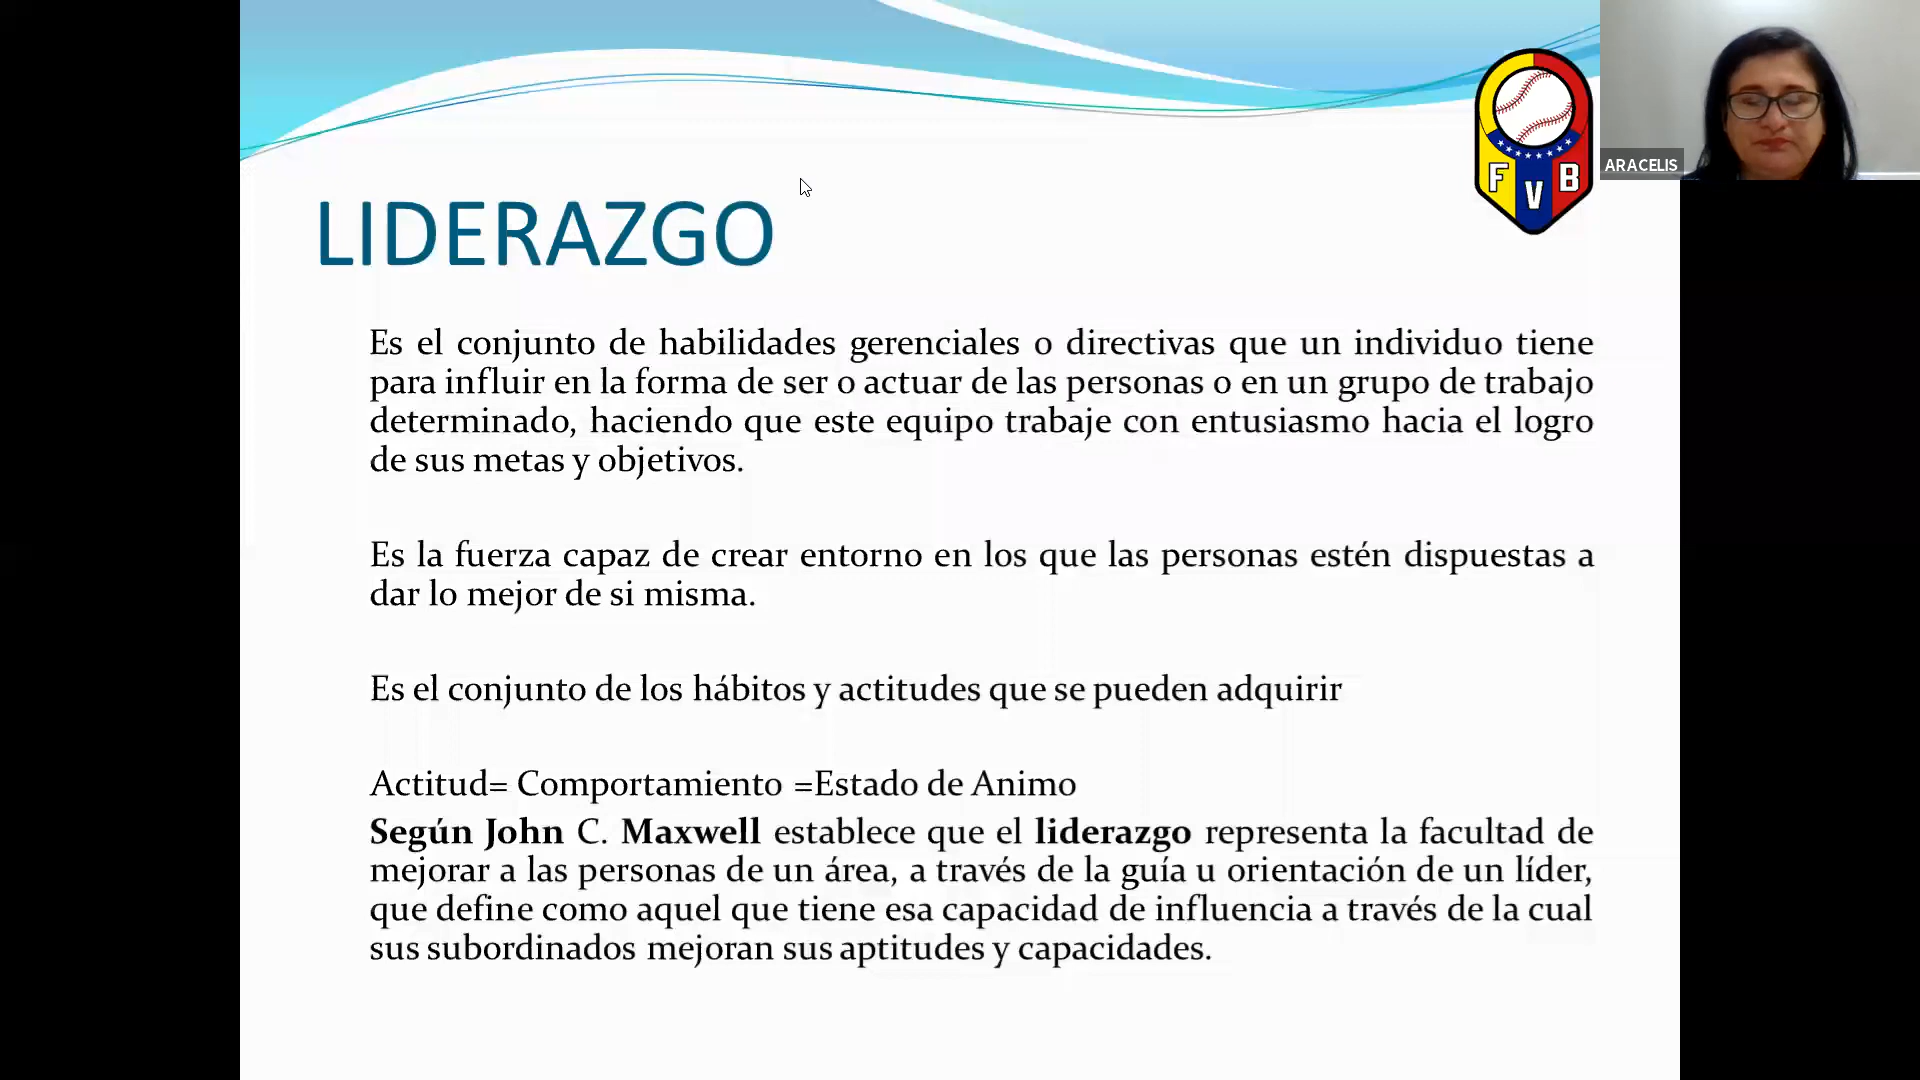 LIDERAZGO
F V B
ARACELIS
Es el conjunto de habilidades gerenciales o directivas que un individuo tiene
para influir en la forma de ser o actuar de las personas o en un grupo de trabajo
determinado, haciendo que este equipo trabaje con entusiasmo hacia el logro
de sus metas y objetivos.
Es la fuerza capaz de crear entorno en los que las personas estén dispuestas a
dar lo mejor de si misma.
Es el conjunto de los hábitos y actitudes que se pueden adquirir
Actitud= Comportamiento =Estado de Animo
Según John C. Maxwell establece que el liderazgo representa la facultad de
mejorar a las personas de un área, a través de la guía u orientación de un líder,
que define como aquel que tiene esa capacidad de influencia a través de la cual
sus subordinados mejoran sus aptitudes y capacidades.